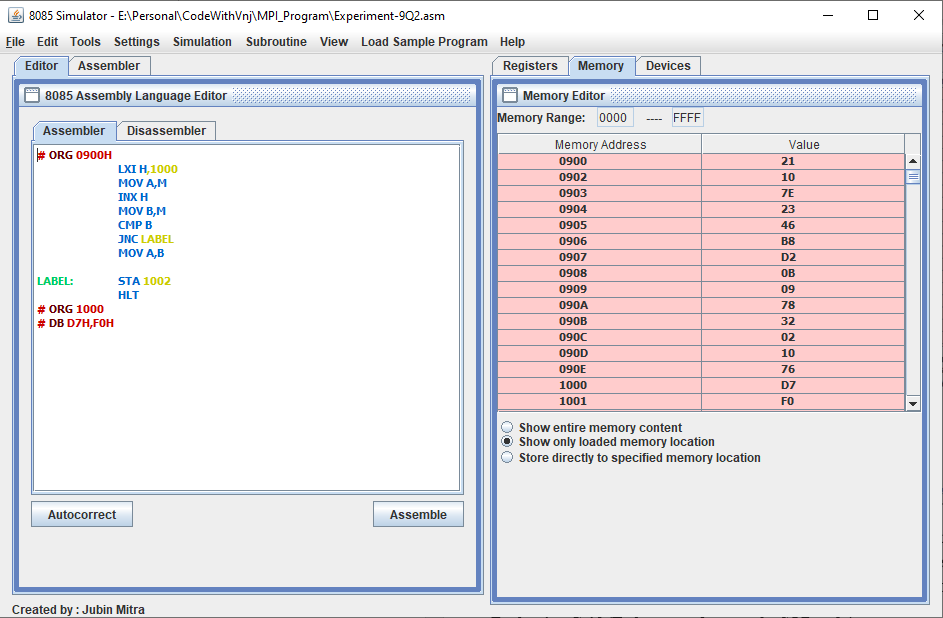 8085 Simulator - E:\Personal\CodeWithVnj\MPI_Program\Experiment-9Q2.asm
File Edit Tools Settings Simulation Subroutine View Load Sample Program Help
Editor Assembler
8085 Assembly Language Editor
Assembler Disassembler
# ORG 0900H
LXI H,1000
MOV A,M
INX H
MOV B,M
CMP B
JNC LABEL
MOV A,B
LABEL: STA 1002
HLT
# ORG 1000
# DB D7H,F0H
Autocorrect Assemble
Registers Memory Devices
Memory Editor
Memory Range: 0000 ---- FFFF
Memory Address Value
0900 21
0902 10
0903 7E
0904 23
0905 46
0906 B8
0907 D2
0908 0B
0909 09
090A 78
090B 32
090C 02
090D 10
090E 76
1000 D7
1001 F0
Show entire memory content
Show only loaded memory location
Store directly to specified memory location
Created by : Jubin Mitra